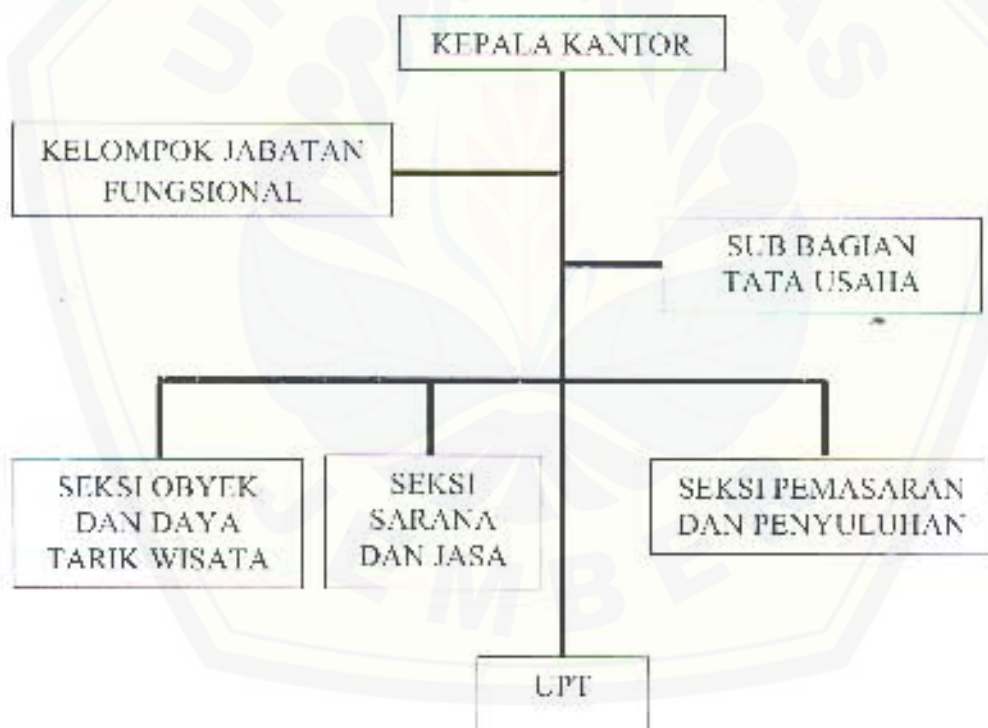 KEPALA KANTOR
KELOMPOK JABATAN
FUNGSIONAL
SUB BAGIAN
TATA USAHA
SEKSI OBYEK
DAN DAYA
TARIK WISATA
SEKSI
SARANA
DAN JASA
SEKSI PEMASARAN
DAN PENYULUHAN
UPT
JEMBER